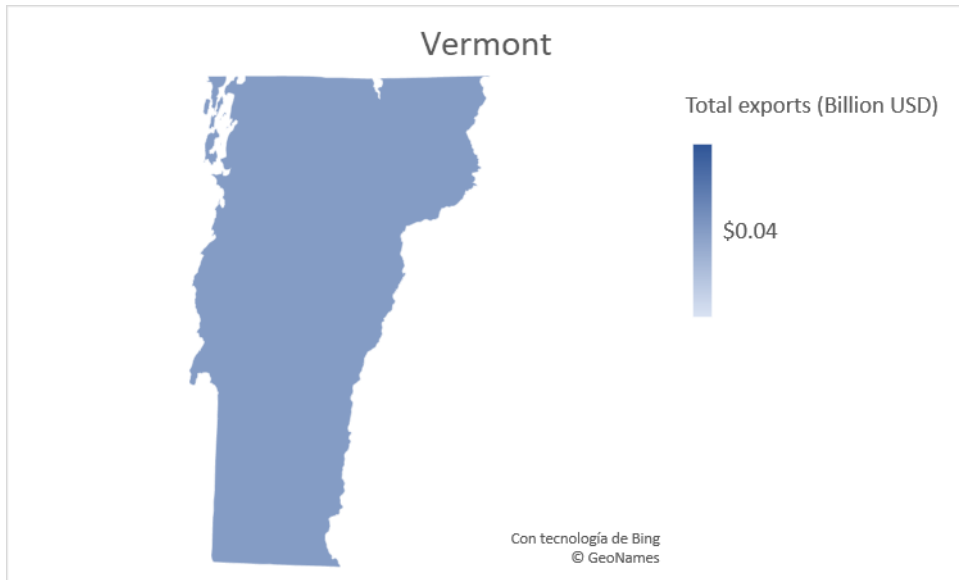 Vermont
Total exports (Billion USD)
$0.04
Con tecnología de Bing
© GeoNames